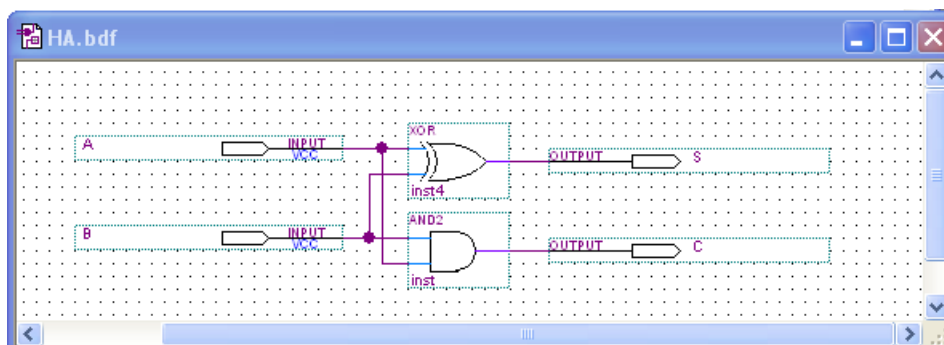 HA.bdf
XOR
A INPUT VCC
OUTPUT S
inst4
AND2
B INPUT VCC
OUTPUT C
inst